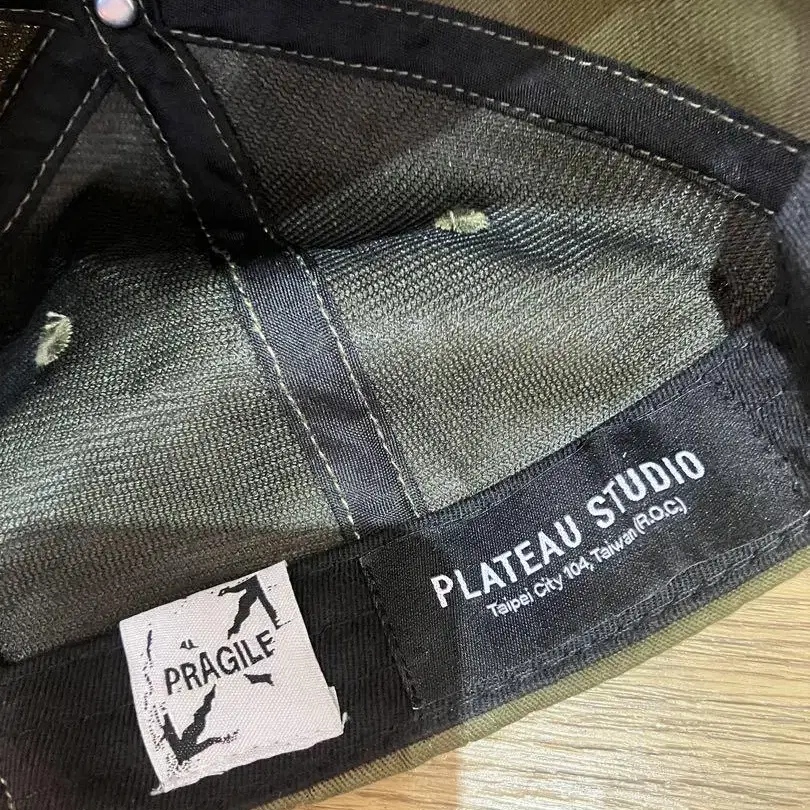 PLATEAU STUDIO
Taipei City 104, Taiwan (R.O.C.)
PRAGILE